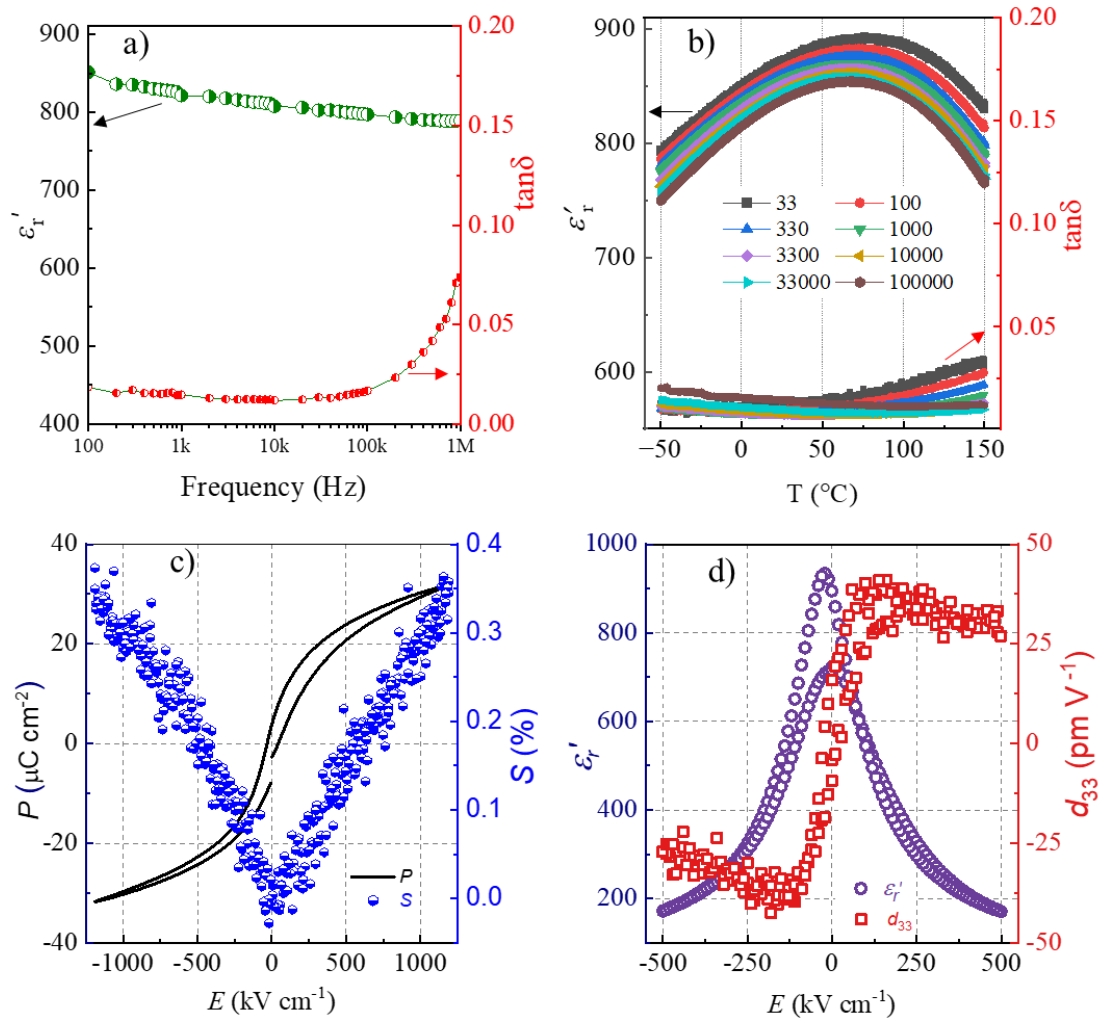 a)
εr'
tanδ
900
800
700
600
500
400
0.20
0.15
0.10
0.05
0.00
100
1k
10k
100k
1M
Frequency (Hz)
b)
ε′r
tanδ
900
800
700
600
0.20
0.15
0.10
0.05
0.00
33
100
330
1000
3300
10000
33000
100000
−50
0
50
100
150
T (°C)
c)
P (μC cm-2)
S (%)
40
20
0
-20
-40
0.4
0.3
0.2
0.1
0.0
P
S
-1000
-500
0
500
1000
E (kV cm-1)
d)
εr'
d33 (pm V -1)
1000
800
600
400
200
50
25
0
-25
-50
εr'
d33
-500
-250
0
250
500
E (kV cm-1)